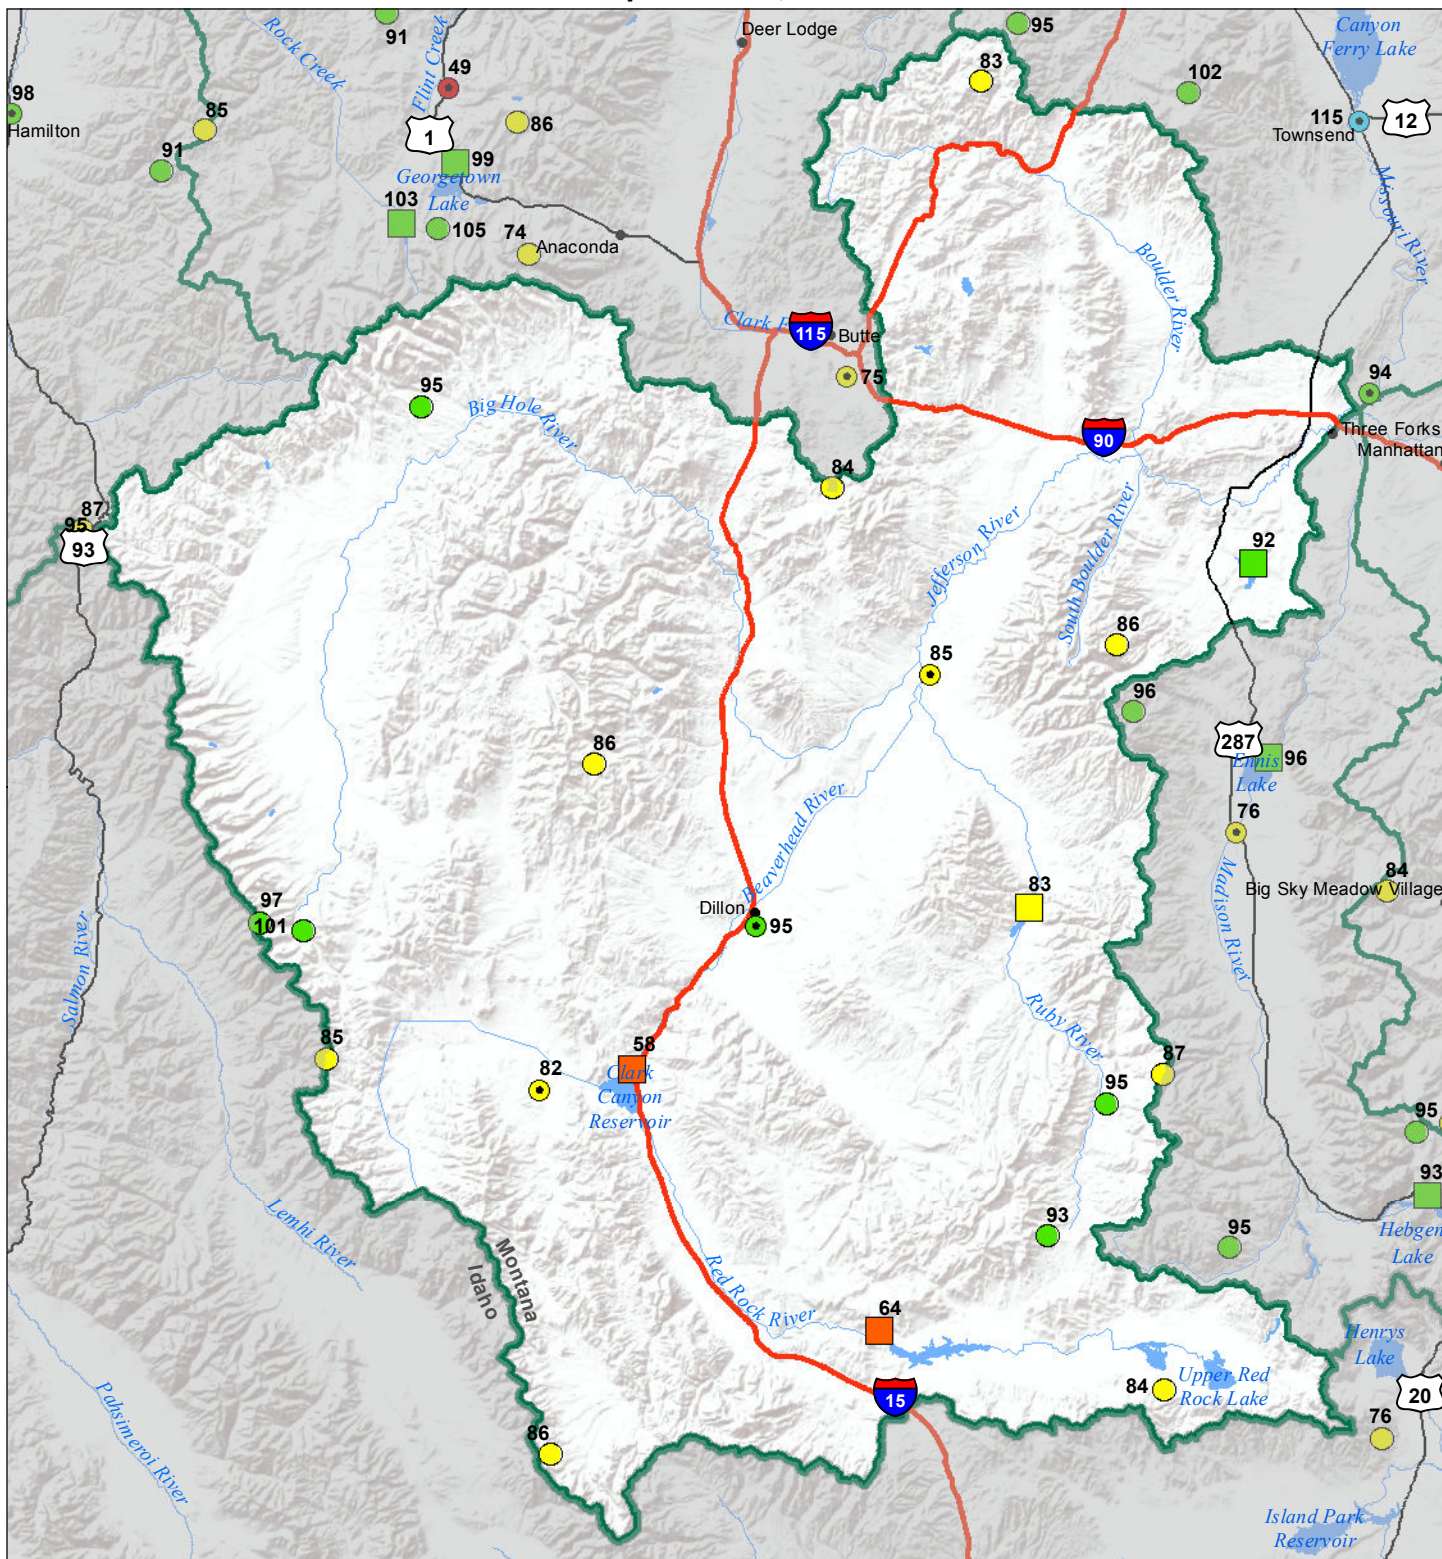 91
95
Deer Lodge
Canyon
Ferry Lake
Rock Creek
Flint Creek
49
83
102
98
Hamilton
85
86
1
115
Townsend
12
91
99
Georgetown
Lake
103
105
74
Anaconda
Missouri River
Boulder River
Clark F
115
Butte
75
94
95
Big Hole River
Three Forks
Manhattan
90
84
87
95
93
Jefferson River
South Boulder River
92
86
85
96
86
287
Ennis
Lake
96
76
Beaverhead River
Madison River
84
Big Sky Meadow Village
83
Dillon
95
97
101
Salmon River
Ruby River
85
58
Clark
Canyon
Reservoir
82
87
95
95
93
Lemhi River
93
95
Hebgen
Lake
Montana
Idaho
Red Rock River
64
Henrys
Lake
84
Upper Red
Rock Lake
15
20
76
86
Pahsimeroi River
Island Park
Reservoir